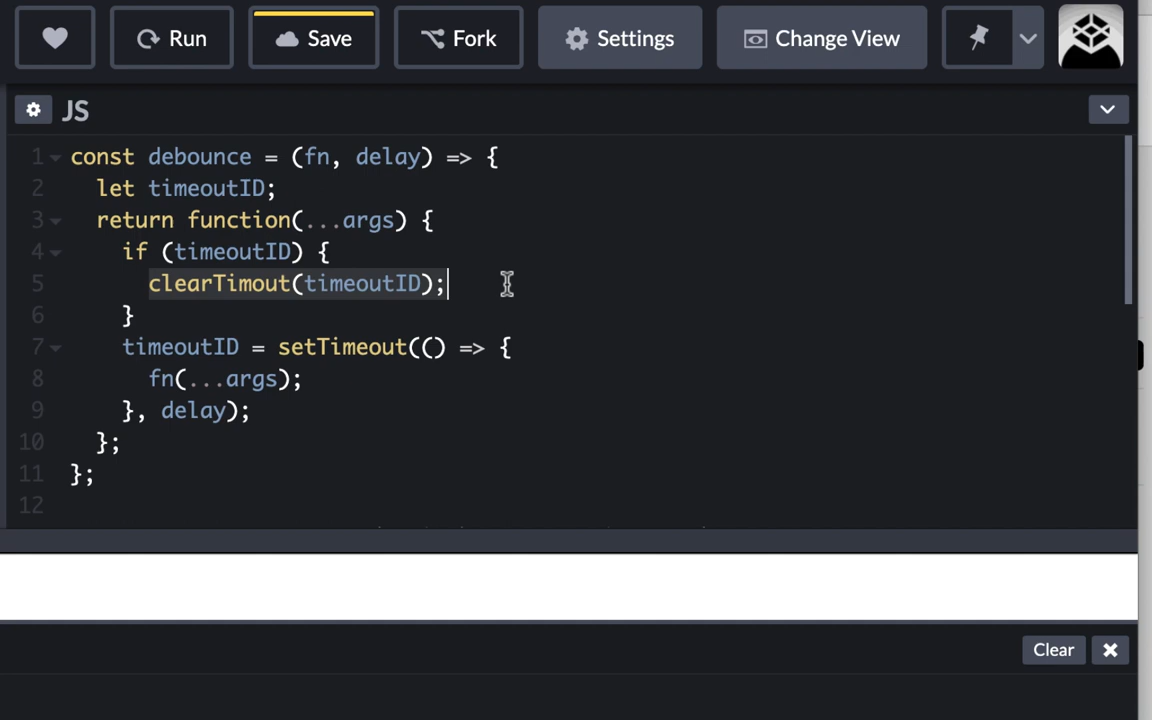 Run Save Fork Settings Change View
JS
1 const debounce = (fn, delay) => {
2 let timeoutID;
3 return function(...args) {
4 if (timeoutID) {
5 clearTimout(timeoutID);
6 }
7 timeoutID = setTimeout(() => {
8 fn(...args);
9 }, delay);
10 };
11 };
12
Clear